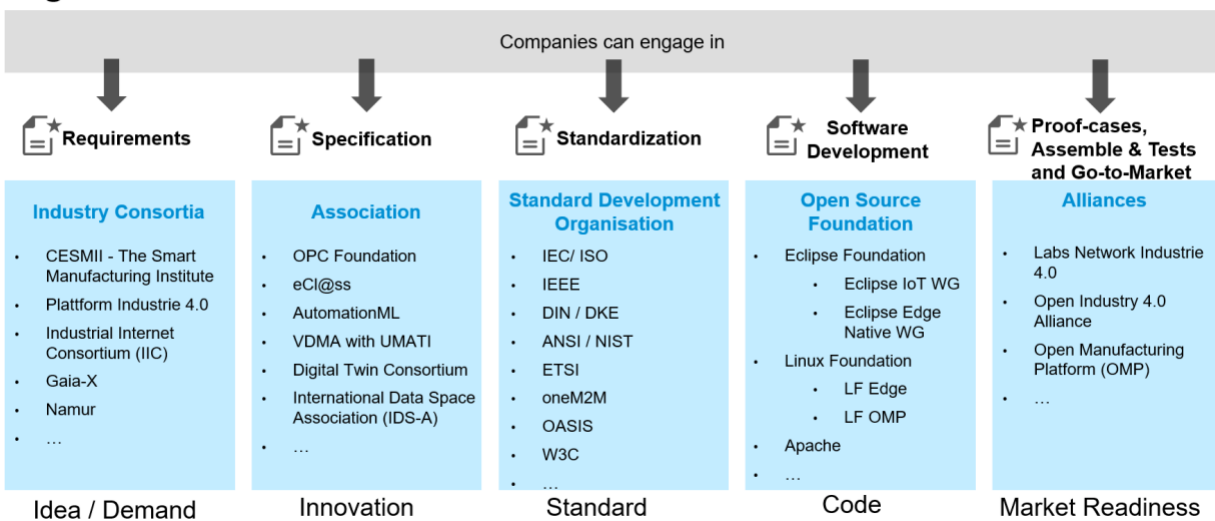 Companies can engage in
Requirements
Industry Consortia
• CESMII - The Smart
Manufacturing Institute
• Plattform Industrie 4.0
• Industrial Internet
Consortium (IIC)
• Gaia-X
• Namur
• …
Idea / Demand
Specification
Association
• OPC Foundation
• eCl@ss
• AutomationML
• VDMA with UMATI
• Digital Twin Consortium
• International Data Space
Association (IDS-A)
• …
Innovation
Standardization
Standard Development
Organisation
• IEC/ ISO
• IEEE
• DIN / DKE
• ANSI / NIST
• ETSI
• oneM2M
• OASIS
• W3C
• …
Standard
Software
Development
Open Source
Foundation
• Eclipse Foundation
• Eclipse IoT WG
• Eclipse Edge
Native WG
• Linux Foundation
• LF Edge
• LF OMP
• Apache
• …
Code
Proof-cases,
Assemble & Tests
and Go-to-Market
Alliances
• Labs Network Industrie
4.0
• Open Industry 4.0
Alliance
• Open Manufacturing
Platform (OMP)
• …
Market Readiness